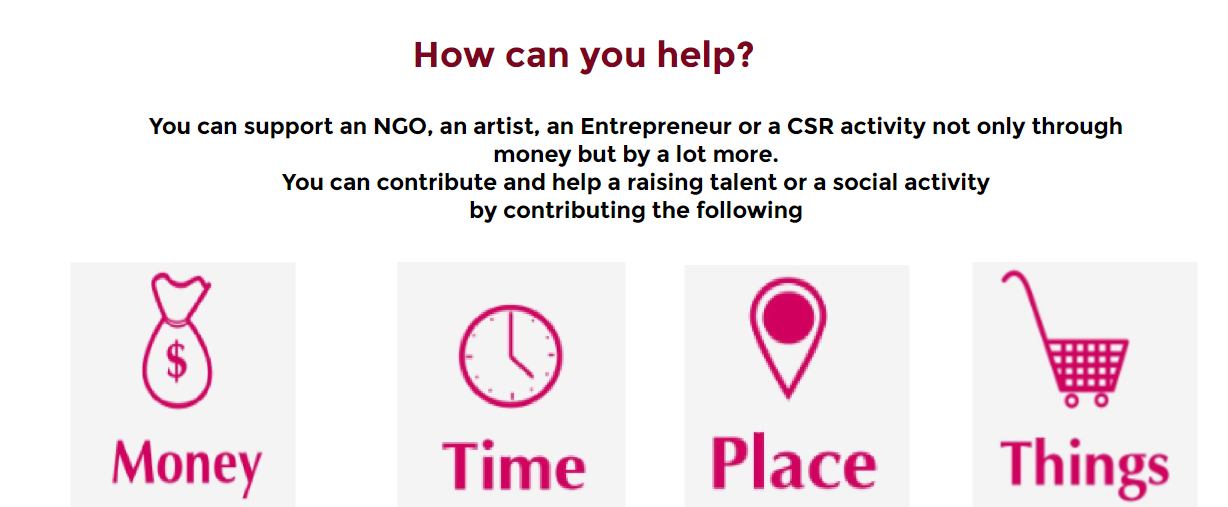 How can you help?
You can support an NGO, an artist, an Entrepreneur or a CSR activity not only through
money but by a lot more.
You can contribute and help a raising talent or a social activity
by contributing the following
$
Money
Time
Place
Things